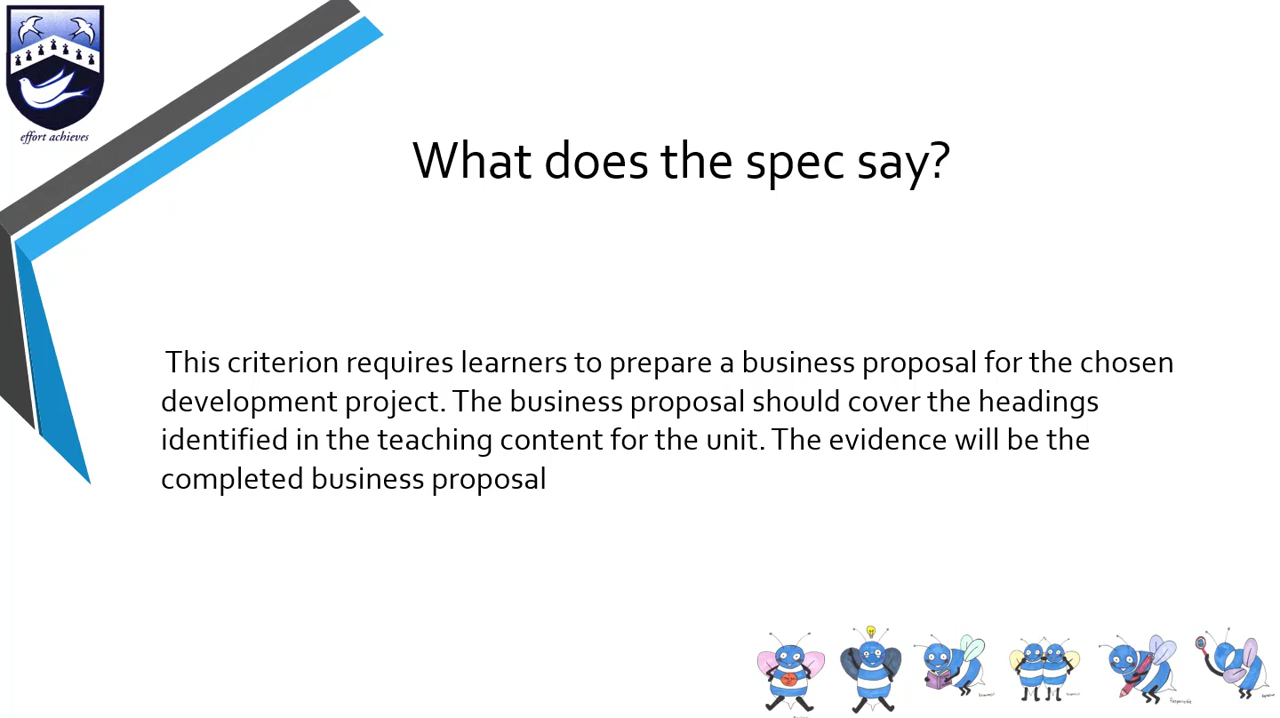 effort achieves
What does the spec say?
This criterion requires learners to prepare a business proposal for the chosen
development project. The business proposal should cover the headings
identified in the teaching content for the unit. The evidence will be the
completed business proposal